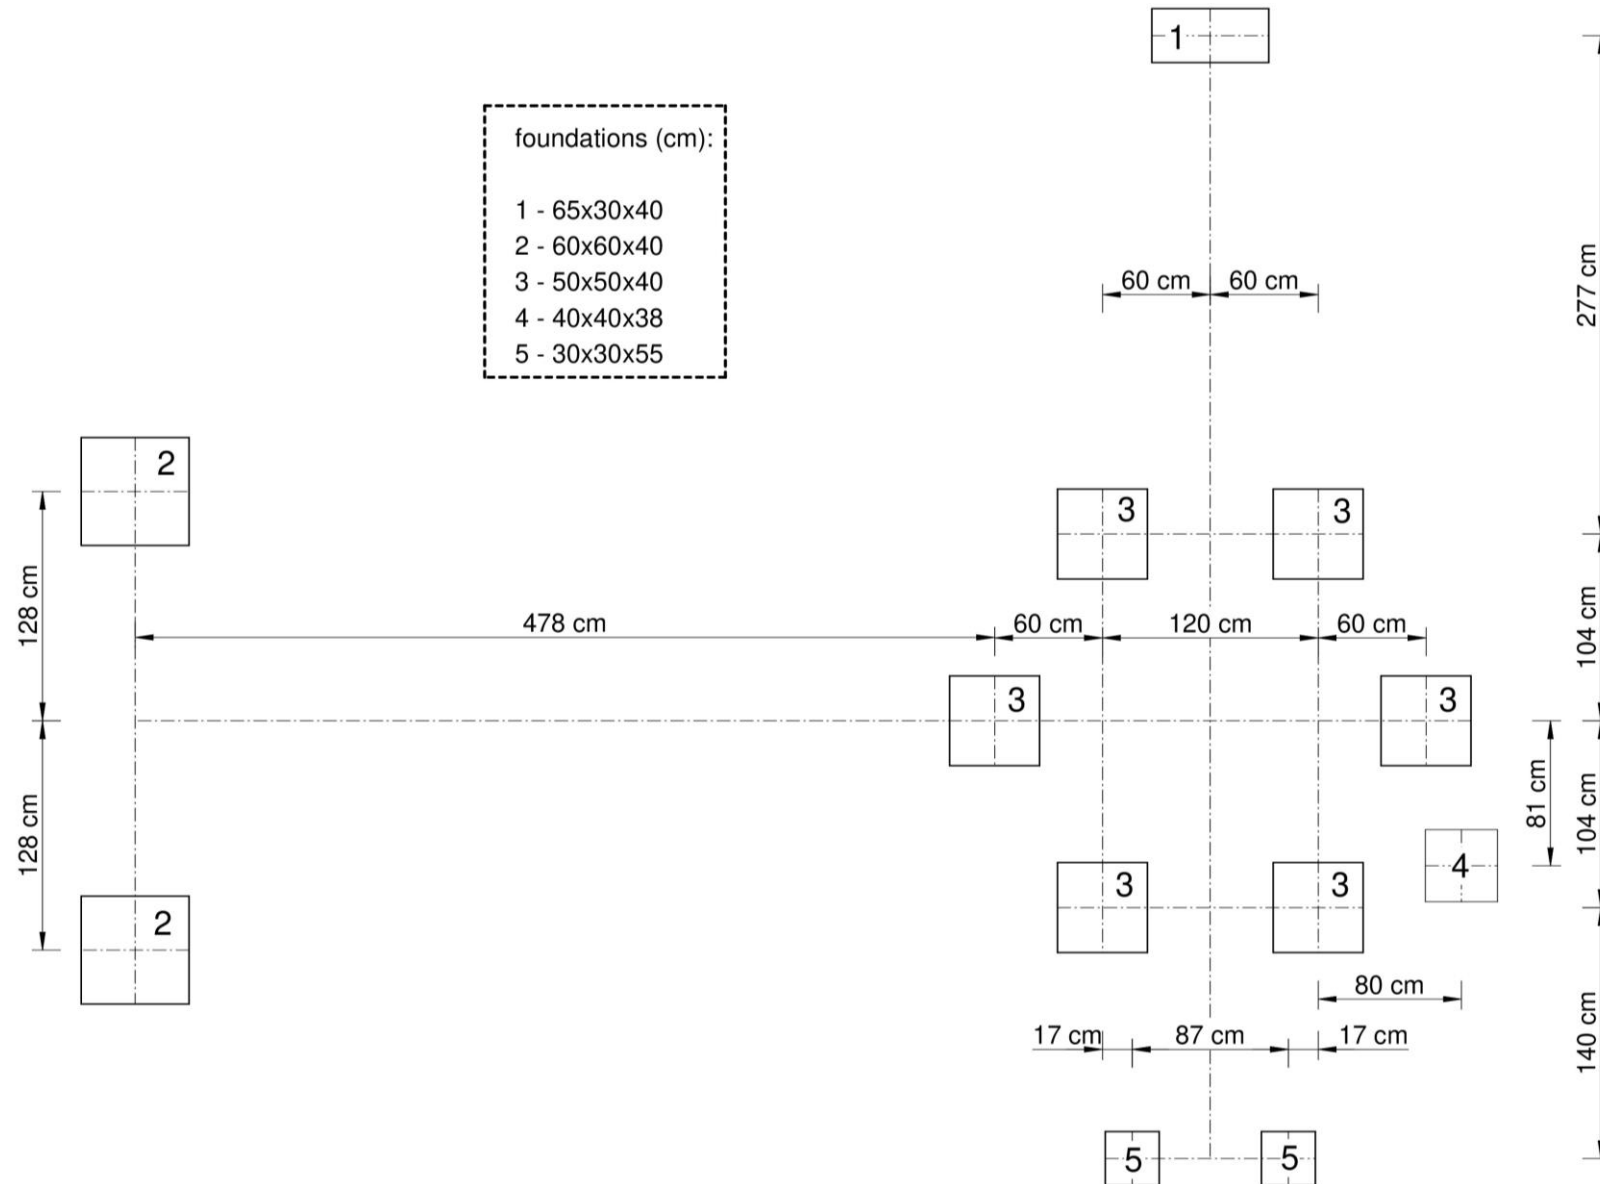 1
foundations (cm):
1 - 65x30x40
2 - 60x60x40
3 - 50x50x40
4 - 40x40x38
5 - 30x30x55
277 cm
60 cm 60 cm
2
3 3
128 cm
478 cm 60 cm 120 cm 60 cm
104 cm
3 3
81 cm
104 cm
128 cm
4
3 3
2
80 cm
140 cm
17 cm 87 cm 17 cm
5 5